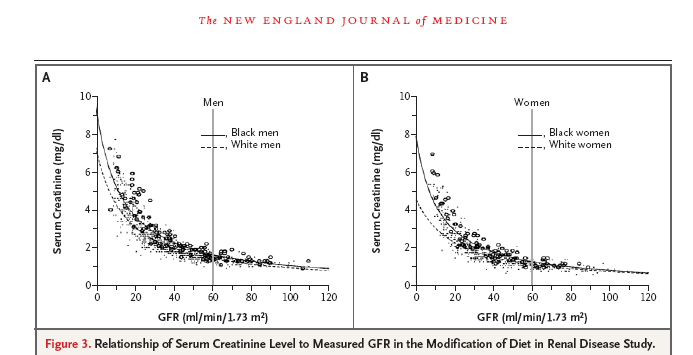 The NEW ENGLAND JOURNAL of MEDICINE
A
Men
Black men
White men
Serum Creatinine (mg/dl)
10
8
6
4
2
0
0 20 40 60 80 100 120
GFR (ml/min/1.73 m²)
B
Women
Black women
White women
Serum Creatinine (mg/dl)
10
8
6
4
2
0
0 20 40 60 80 100 120
GFR (ml/min/1.73 m²)
Figure 3. Relationship of Serum Creatinine Level to Measured GFR in the Modification of Diet in Renal Disease Study.